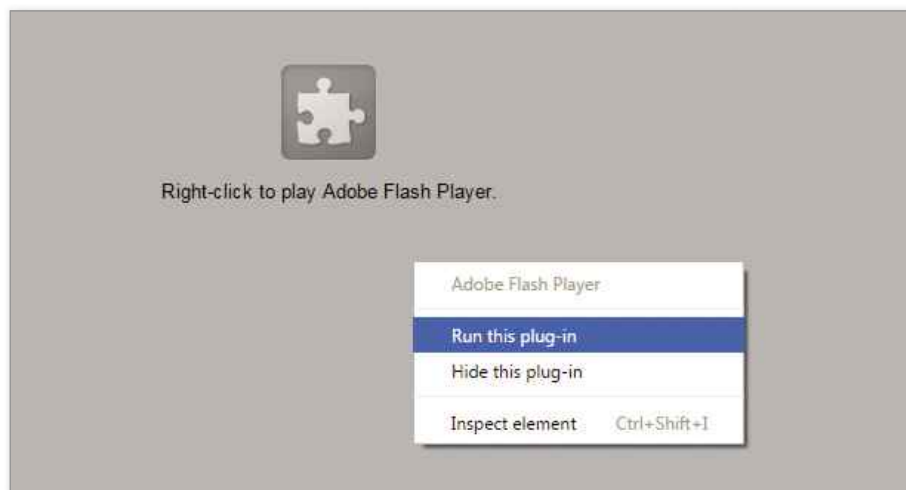 Right-click to play Adobe Flash Player.
Adobe Flash Player
Run this plug-in
Hide this plug-in
Inspect element Ctrl+Shift+I